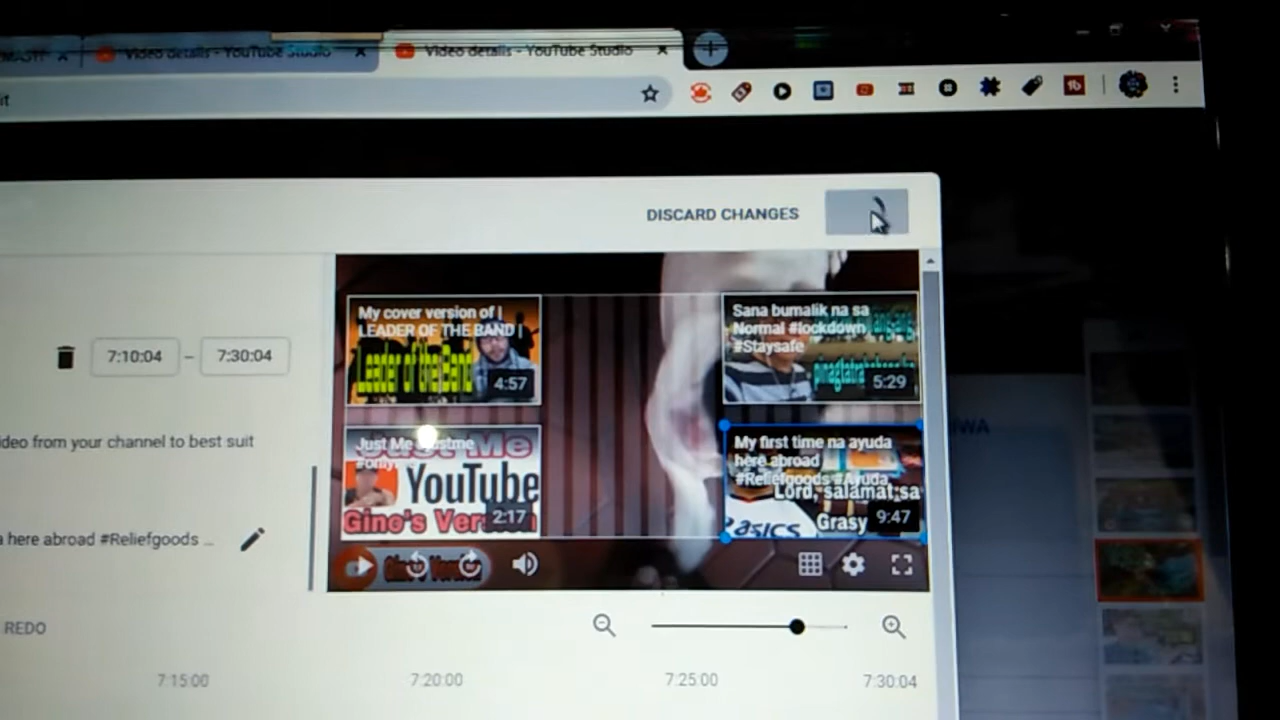 Video details - YouTube Studio
Video details - YouTube Studio
it
DISCARD CHANGES
My cover version of |
LEADER OF THE BAND |
Leader of the Band
4:57
Sana bumalik na sa
Normal #lockdown
#Staysafe
5:29
7:10:04 – 7:30:04
ideo from your channel to best suit
Just Me
YouTube
2:17
Gino's Version
My first time na ayuda
here abroad
#Reliefgoods #Ayuda
Lord, salamat sa
Grasy
9:47
ASICS
a here abroad #Reliefgoods ...
REDO
7:15:00
7:20:00
7:25:00
7:30:04